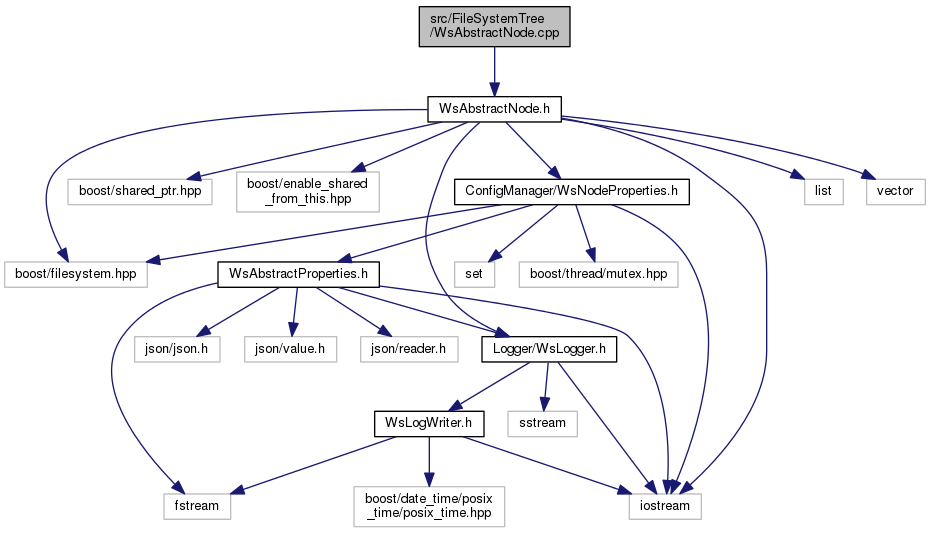 src/FileSystemTree
/WsAbstractNode.cpp
WsAbstractNode.h
boost/shared_ptr.hpp
boost/enable_shared
_from_this.hpp
ConfigManager/WsNodeProperties.h
list
vector
boost/filesystem.hpp
WsAbstractProperties.h
set
boost/thread/mutex.hpp
json/json.h
json/value.h
json/reader.h
Logger/WsLogger.h
WsLogWriter.h
sstream
fstream
boost/date_time/posix
_time/posix_time.hpp
iostream